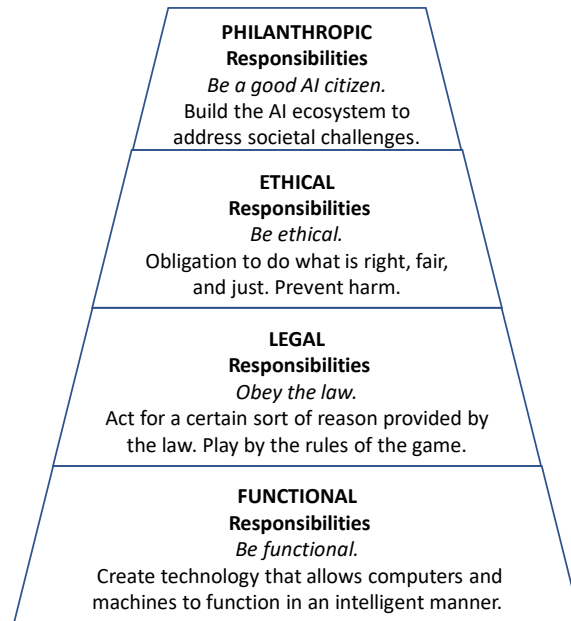 PHILANTHROPIC
Responsibilities
Be a good AI citizen.
Build the AI ecosystem to
address societal challenges.
ETHICAL
Responsibilities
Be ethical.
Obligation to do what is right, fair,
and just. Prevent harm.
LEGAL
Responsibilities
Obey the law.
Act for a certain sort of reason provided by
the law. Play by the rules of the game.
FUNCTIONAL
Responsibilities
Be functional.
Create technology that allows computers and
machines to function in an intelligent manner.